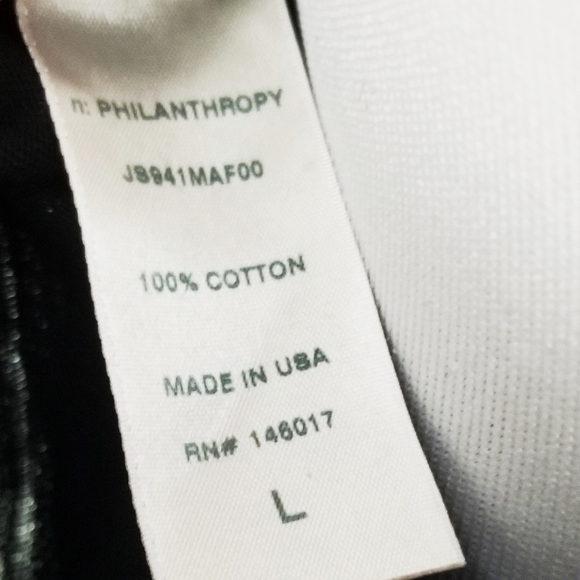 n: PHILANTHROPY
JS941MAF00
100% COTTON
MADE IN USA
RN# 146017
L